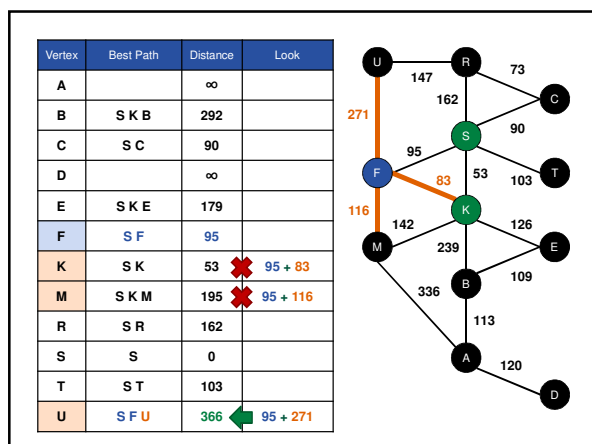 Vertex Best Path Distance Look
A ∞
B S K B 292
C S C 90
D ∞
E S K E 179
F S F 95
K S K 53 95 + 83
M S K M 195 95 + 116
R S R 162
S S 0
T S T 103
U S F U 366 95 + 271
U R
147 73
C
271 162
S 90
95
F 83 53 103 T
116 K
142 126
M 239 E
336 B 109
113
A
120
D